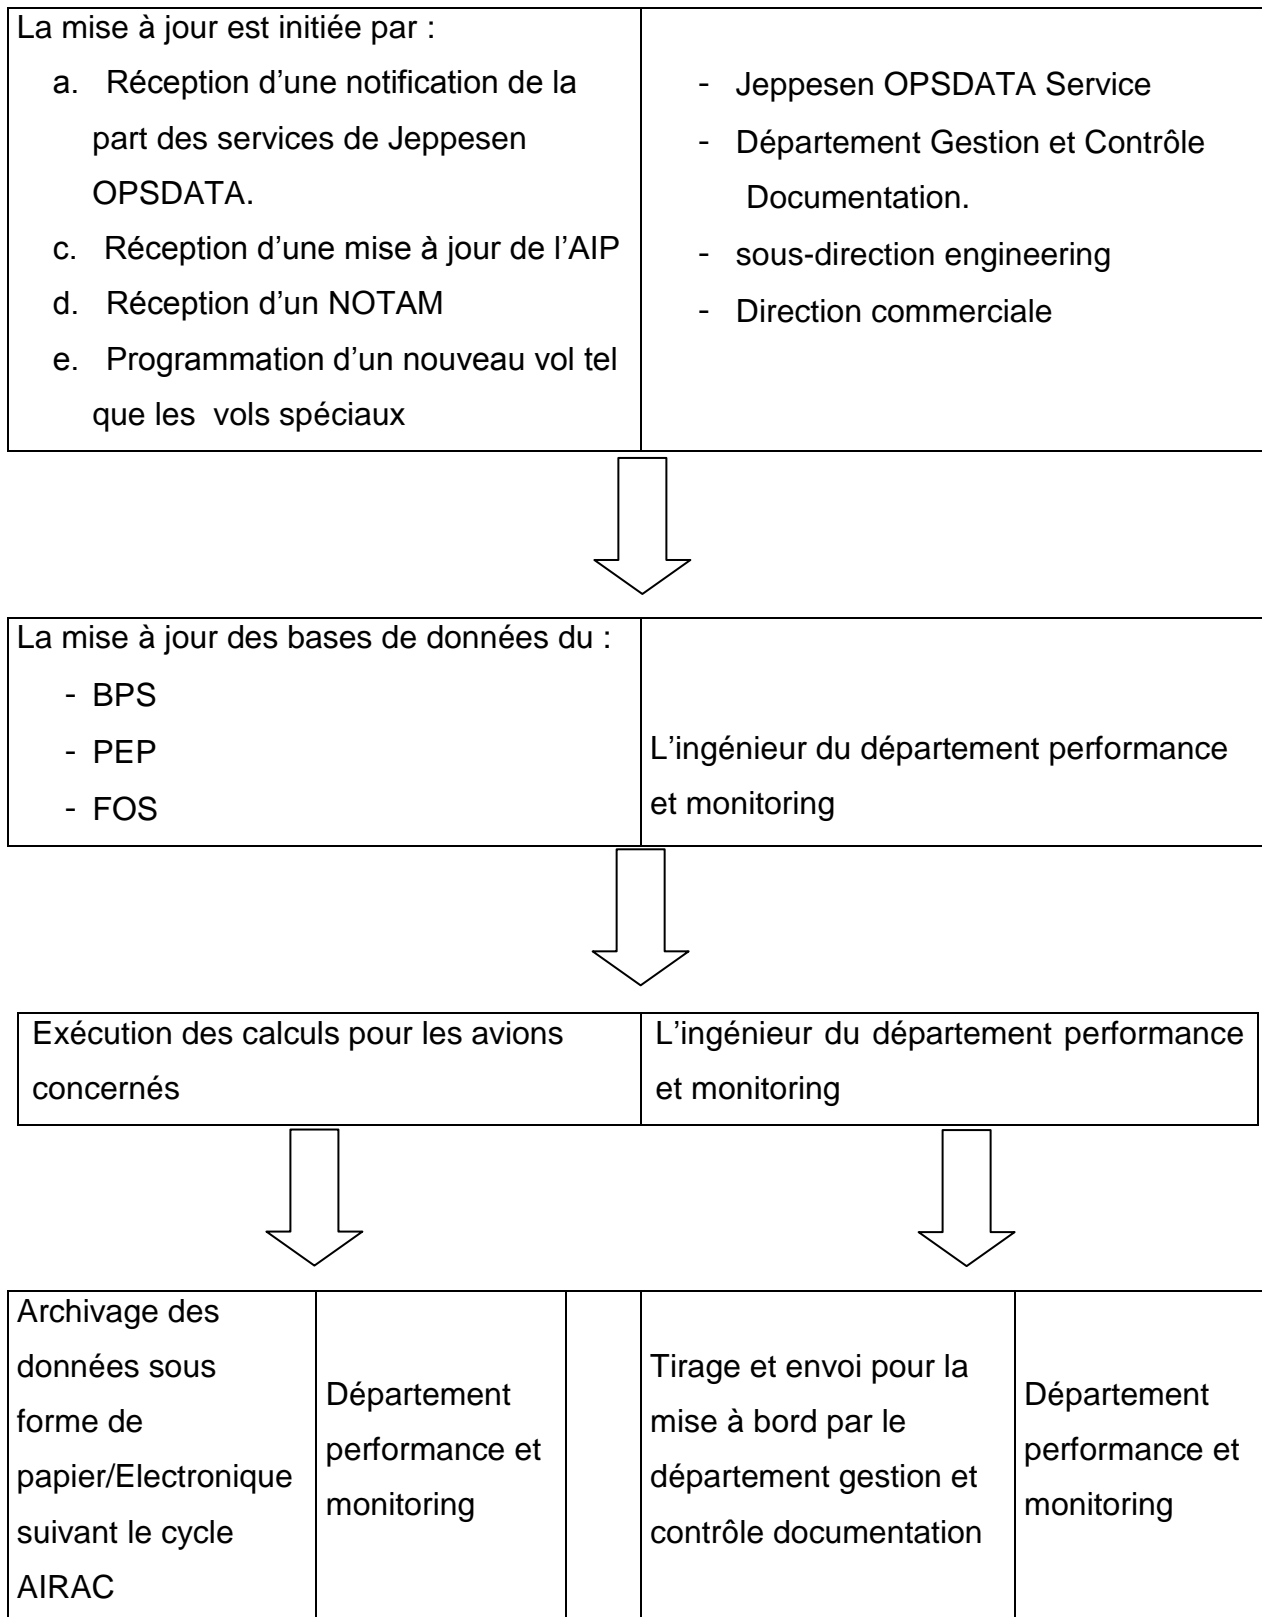 La mise à jour est initiée par :
a. Réception d’une notification de la
part des services de Jeppesen
OPSDATA.
c. Réception d’une mise à jour de l’AIP
d. Réception d’un NOTAM
e. Programmation d’un nouveau vol tel
que les vols spéciaux
- Jeppesen OPSDATA Service
- Département Gestion et Contrôle
Documentation.
- sous-direction engineering
- Direction commerciale
La mise à jour des bases de données du :
- BPS
- PEP
- FOS
L’ingénieur du département performance
et monitoring
Exécution des calculs pour les avions
concernés
L’ingénieur du département performance
et monitoring
Archivage des
données sous
forme de
papier/Electronique
suivant le cycle
AIRAC
Département
performance et
monitoring
Tirage et envoi pour la
mise à bord par le
département gestion et
contrôle documentation
Département
performance et
monitoring